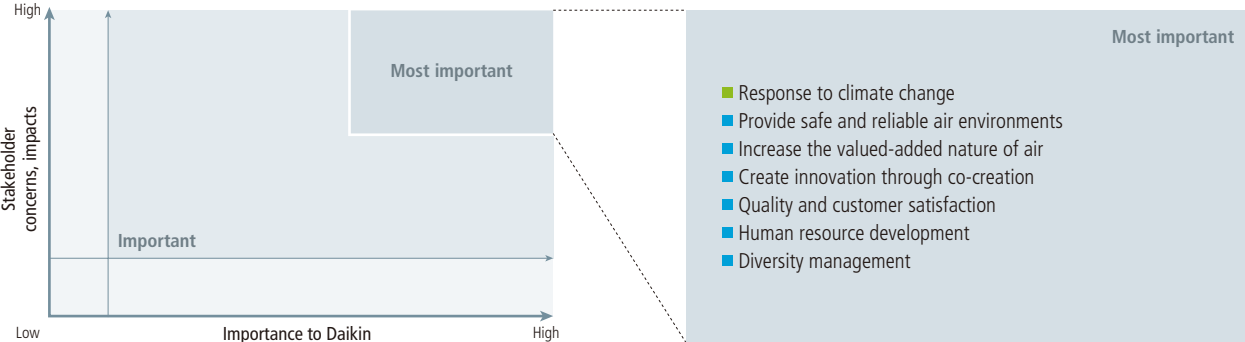 High
Most important
Stakeholder
concerns, impacts
Important
Low
Importance to Daikin
High
Most important
Response to climate change
Provide safe and reliable air environments
Increase the valued-added nature of air
Create innovation through co-creation
Quality and customer satisfaction
Human resource development
Diversity management